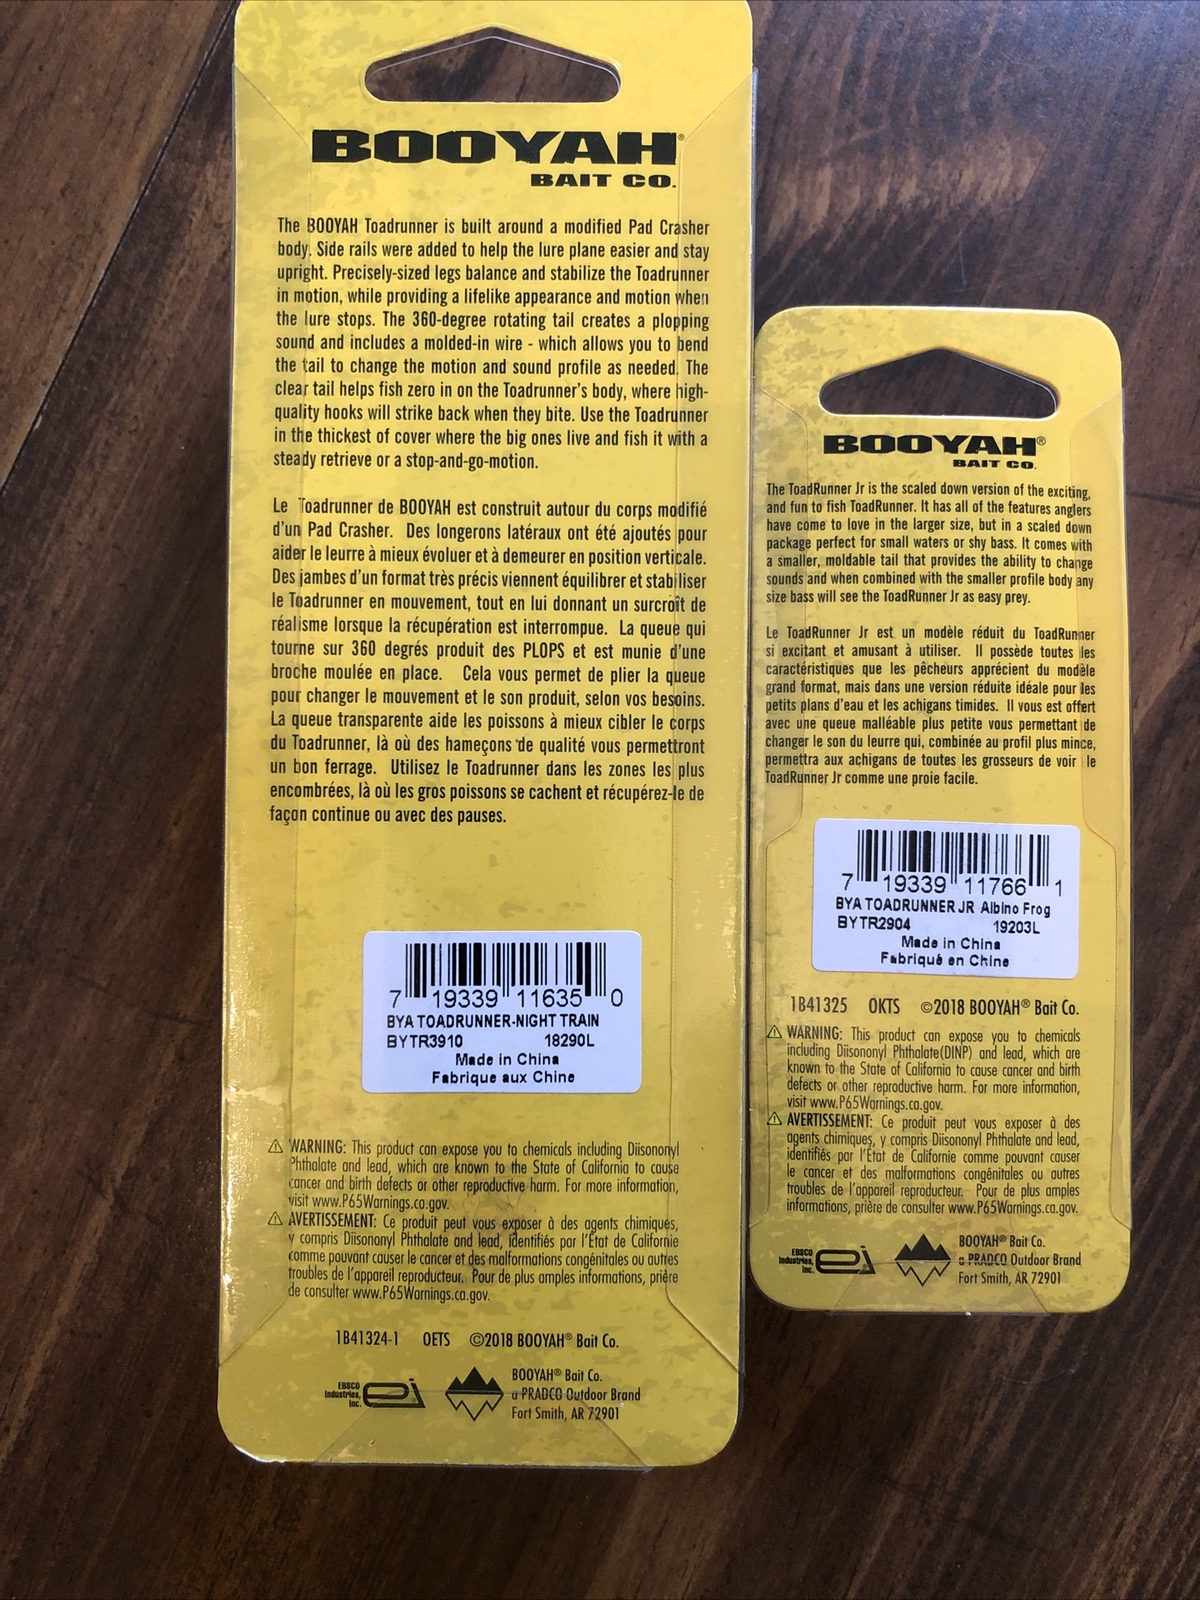 BOOYAH®
BAIT CO.
The BOOYAH Toadrunner is built around a modified Pad Crasher
body. Side rails were added to help the lure plane easier and stay
upright. Precisely-sized legs balance and stabilize the Toadrunner
in motion, while providing a lifelike appearance and motion when
the lure stops. The 360-degree rotating tail creates a plopping
sound and includes a molded-in wire - which allows you to bend
the tail to change the motion and sound profile as needed. The
clear tail helps fish zero in on the Toadrunner's body, where high-
quality hooks will strike back when they bite. Use the Toadrunner
in the thickest of cover where the big ones live and fish it with a
steady retrieve or a stop-and-go-motion.
Le Toadrunner de BOOYAH est construit autour du corps modifié
d'un Pad Crasher. Des longerons latéraux ont été ajoutés pour
aider le leurre à mieux évoluer et à demeurer en position verticale.
Des jambes d'un format très précis viennent équilibrer et stabiliser
le Toadrunner en mouvement, tout en lui donnant un surcroît de
réalisme lorsque la récupération est interrompue. La queue qui
tourne sur 360 degrés produit des PLOPS et est munie d'une
broche moulée en place. Cela vous permet de plier la queue
pour changer le mouvement et le son produit, selon vos besoins.
La queue transparente aide les poissons à mieux cibler le corps
du Toadrunner, là où des hameçons de qualité vous permettront
un bon ferrage. Utilisez le Toadrunner dans les zones les plus
encombrées, là où les gros poissons se cachent et récupérez-le de
façon continue ou avec des pauses.
7 19339 11635 0
BYA TOADRUNNER-NIGHT TRAIN
BYTR3910 18290L
Made in China
Fabrique aux Chine
⚠ WARNING: This product can expose you to chemicals including Diisononyl
Phthalate and lead, which are known to the State of California to cause
cancer and birth defects or other reproductive harm. For more information,
visit www.P65Warnings.ca.gov.
⚠ AVERTISSEMENT: Ce produit peut vous exposer à des agents chimiques,
y compris Diisononyl Phthalate and lead, identifiés par l'État de Californie
comme pouvant causer le cancer et des malformations congénitales ou autres
troubles de l'appareil reproducteur. Pour de plus amples informations, prière
de consulter www.P65Warnings.ca.gov.
1B41324-1 OETS ©2018 BOOYAH® Bait Co.
EBSCO
Industries,
Inc.
ei
BOOYAH® Bait Co.
a PRADCO Outdoor Brand
Fort Smith, AR 72901
BOOYAH®
BAIT CO.
The ToadRunner Jr is the scaled down version of the exciting,
and fun to fish ToadRunner. It has all of the features anglers
have come to love in the larger size, but in a scaled down
package perfect for small waters or shy bass. It comes with
a smaller, moldable tail that provides the ability to change
sounds and when combined with the smaller profile body any
size bass will see the ToadRunner Jr as easy prey.
Le ToadRunner Jr est un modèle réduit du ToadRunner
si excitant et amusant à utiliser. Il possède toutes les
caractéristiques que les pêcheurs apprécient du modèle
grand format, mais dans une version réduite idéale pour les
petits plans d'eau et les achigans timides. Il vous est offert
avec une queue malléable plus petite vous permettant de
changer le son du leurre qui, combinée au profil plus mince,
permettra aux achigans de toutes les grosseurs de voir le
ToadRunner Jr comme une proie facile.
7 19339 11766 1
BYA TOADRUNNER JR Albino Frog
BYTR2904 19203L
Made in China
Fabriqué en Chine
1B41325 OKTS ©2018 BOOYAH® Bait Co.
⚠ WARNING: This product can expose you to chemicals
including Diisononyl Phthalate(DINP) and lead, which are
known to the State of California to cause cancer and birth
defects or other reproductive harm. For more information,
visit www.P65Warnings.ca.gov.
⚠ AVERTISSEMENT: Ce produit peut vous exposer à des
agents chimiques, y compris Diisononyl Phthalate and lead,
identifiés par l'État de Californie comme pouvant causer
le cancer et des malformations congénitales ou autres
troubles de l'appareil reproducteur. Pour de plus amples
informations, prière de consulter www.P65Warnings.ca.gov.
EBSCO
Industries,
Inc.
ei
BOOYAH® Bait Co.
a PRADCO Outdoor Brand
Fort Smith, AR 72901